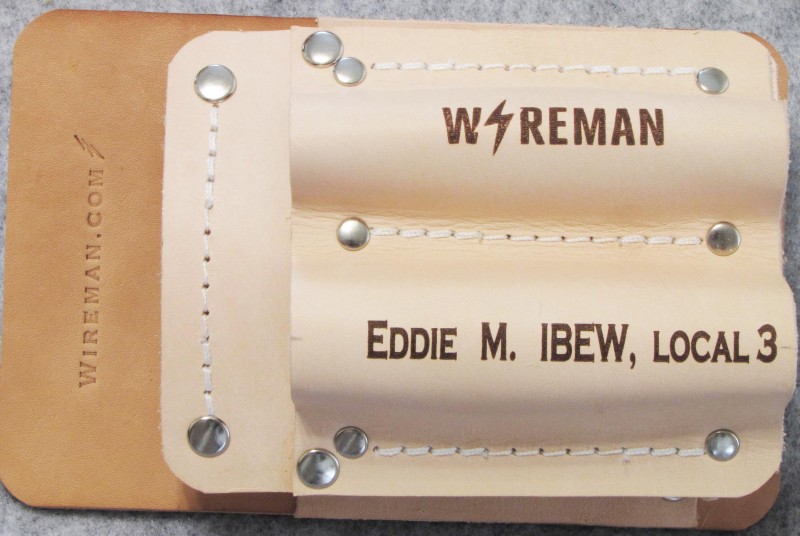 W⚡REMAN
EDDIE M. IBEW, LOCAL 3
WIREMAN.COM